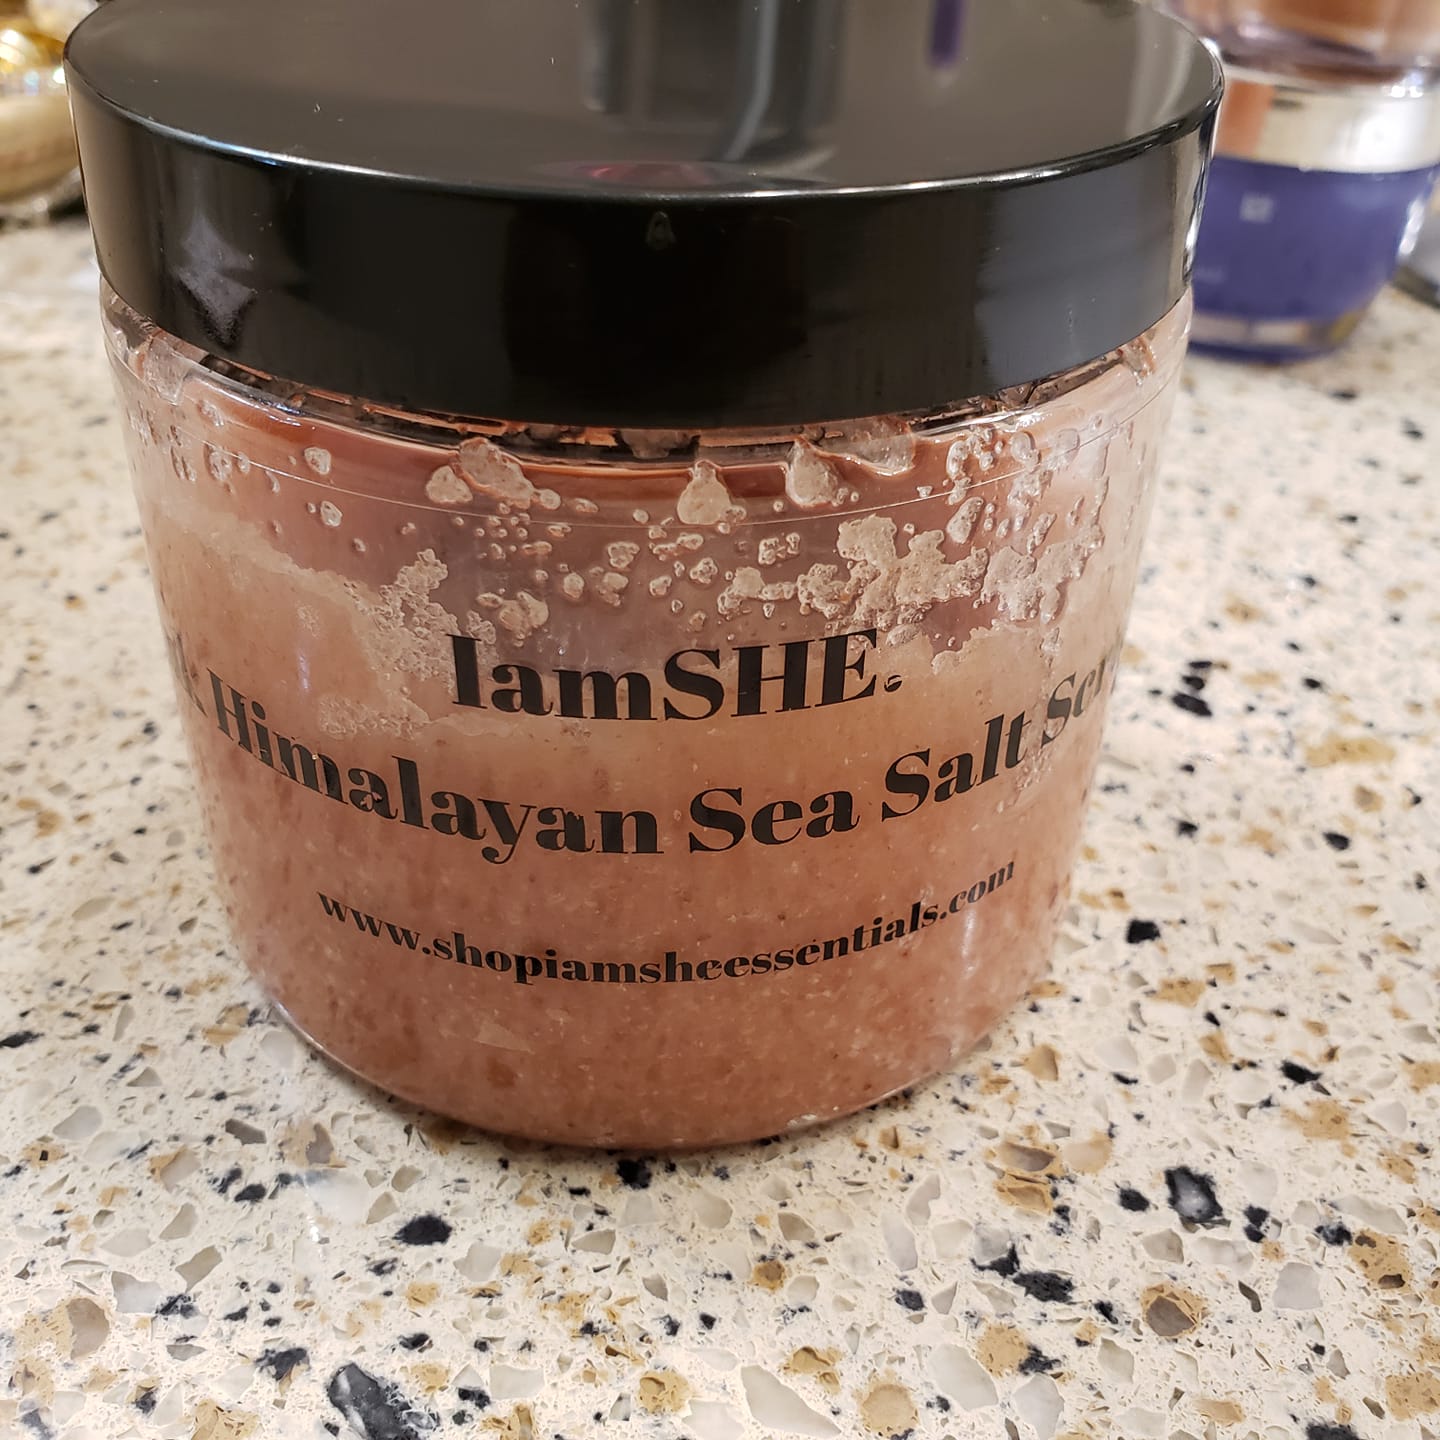 IamSHE.
Himalayan Sea Salt
www.shopiamsheessentials.com